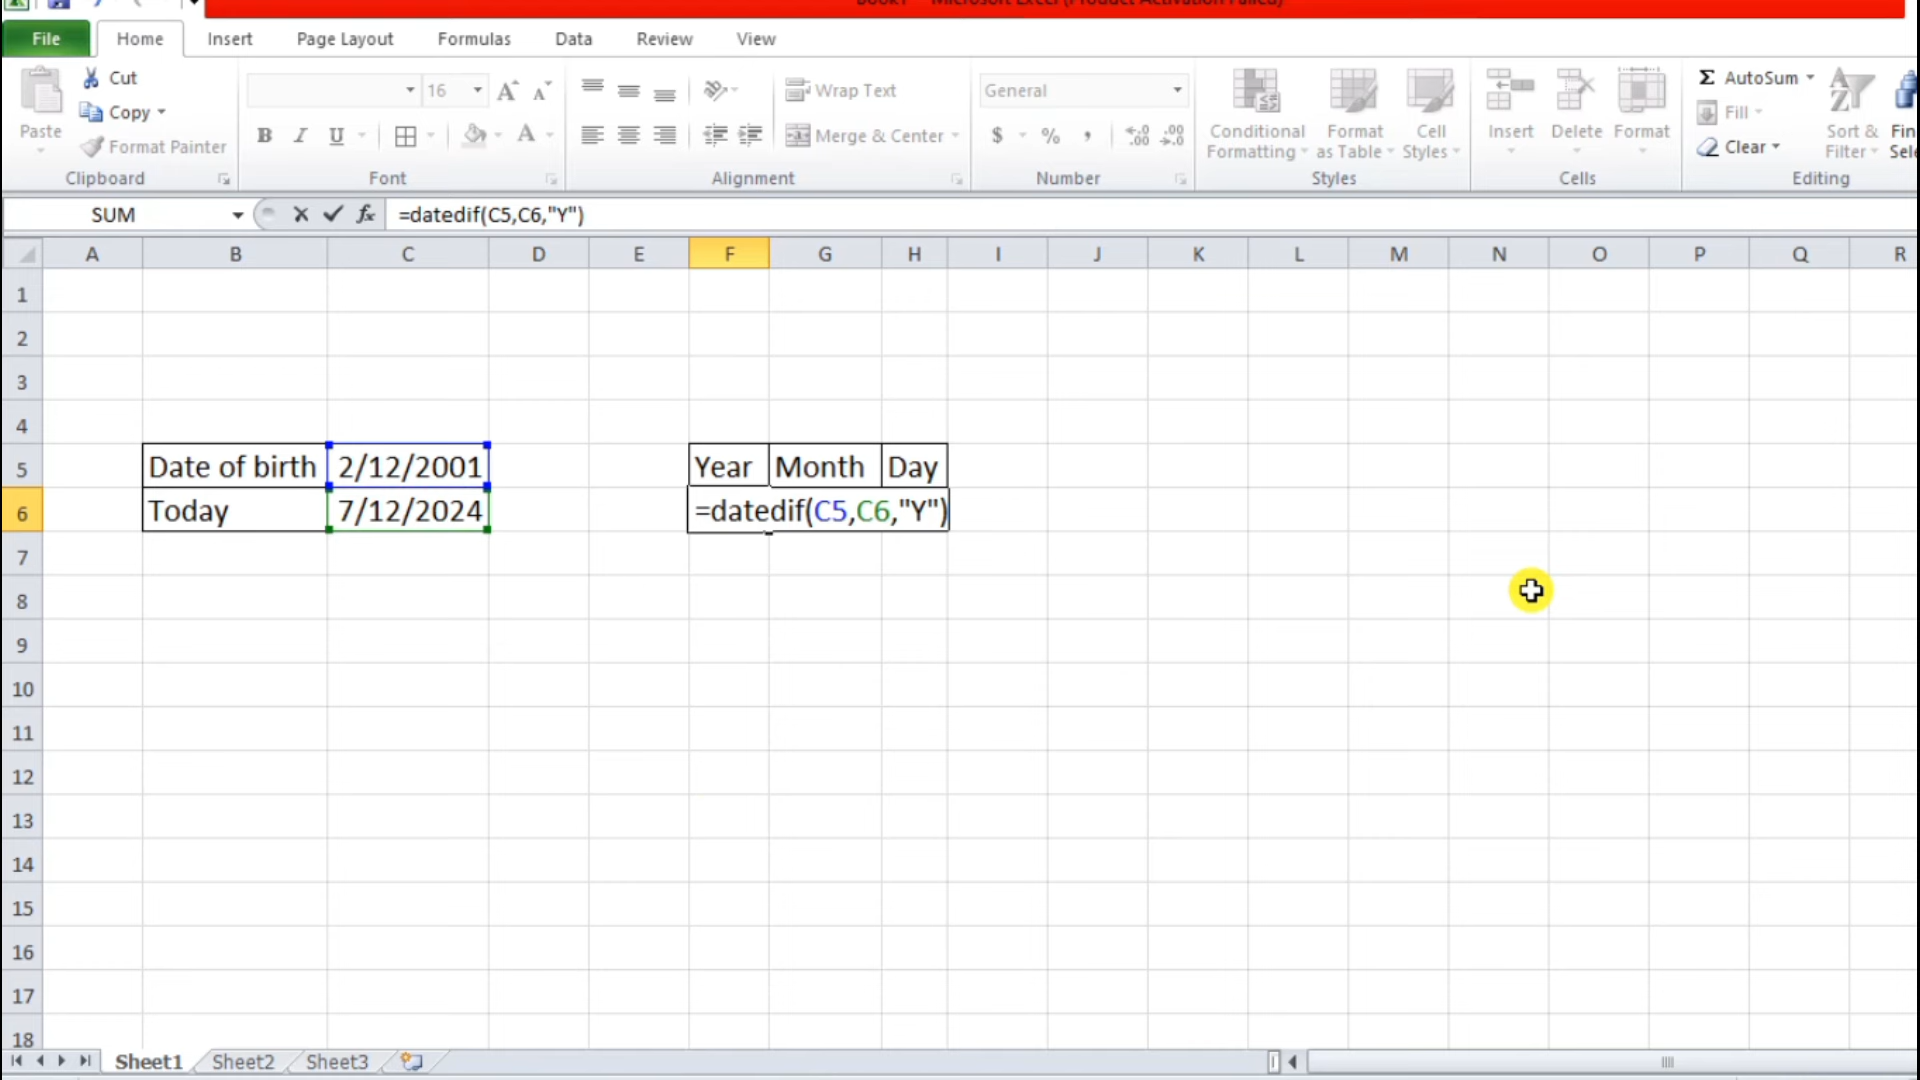 File Home Insert Page Layout Formulas Data Review View
Cut
Copy
Format Painter
Paste
Clipboard
16
B I U A
Font
Wrap Text
Merge & Center
Alignment
General
$ % ,
Number
Conditional Formatting
Format as Table
Cell Styles
Styles
Insert Delete Format
Cells
Σ AutoSum
Fill
Clear
Sort & Filter
Editing
SUM fx =datedif(C5,C6,"Y")
A B C D E F G H I J K L M N O P Q R
1
2
3
4
5 Date of birth 2/12/2001 Year Month Day
6 Today 7/12/2024 =datedif(C5,C6,"Y")
7
8
9
10
11
12
13
14
15
16
17
18
Sheet1 Sheet2 Sheet3